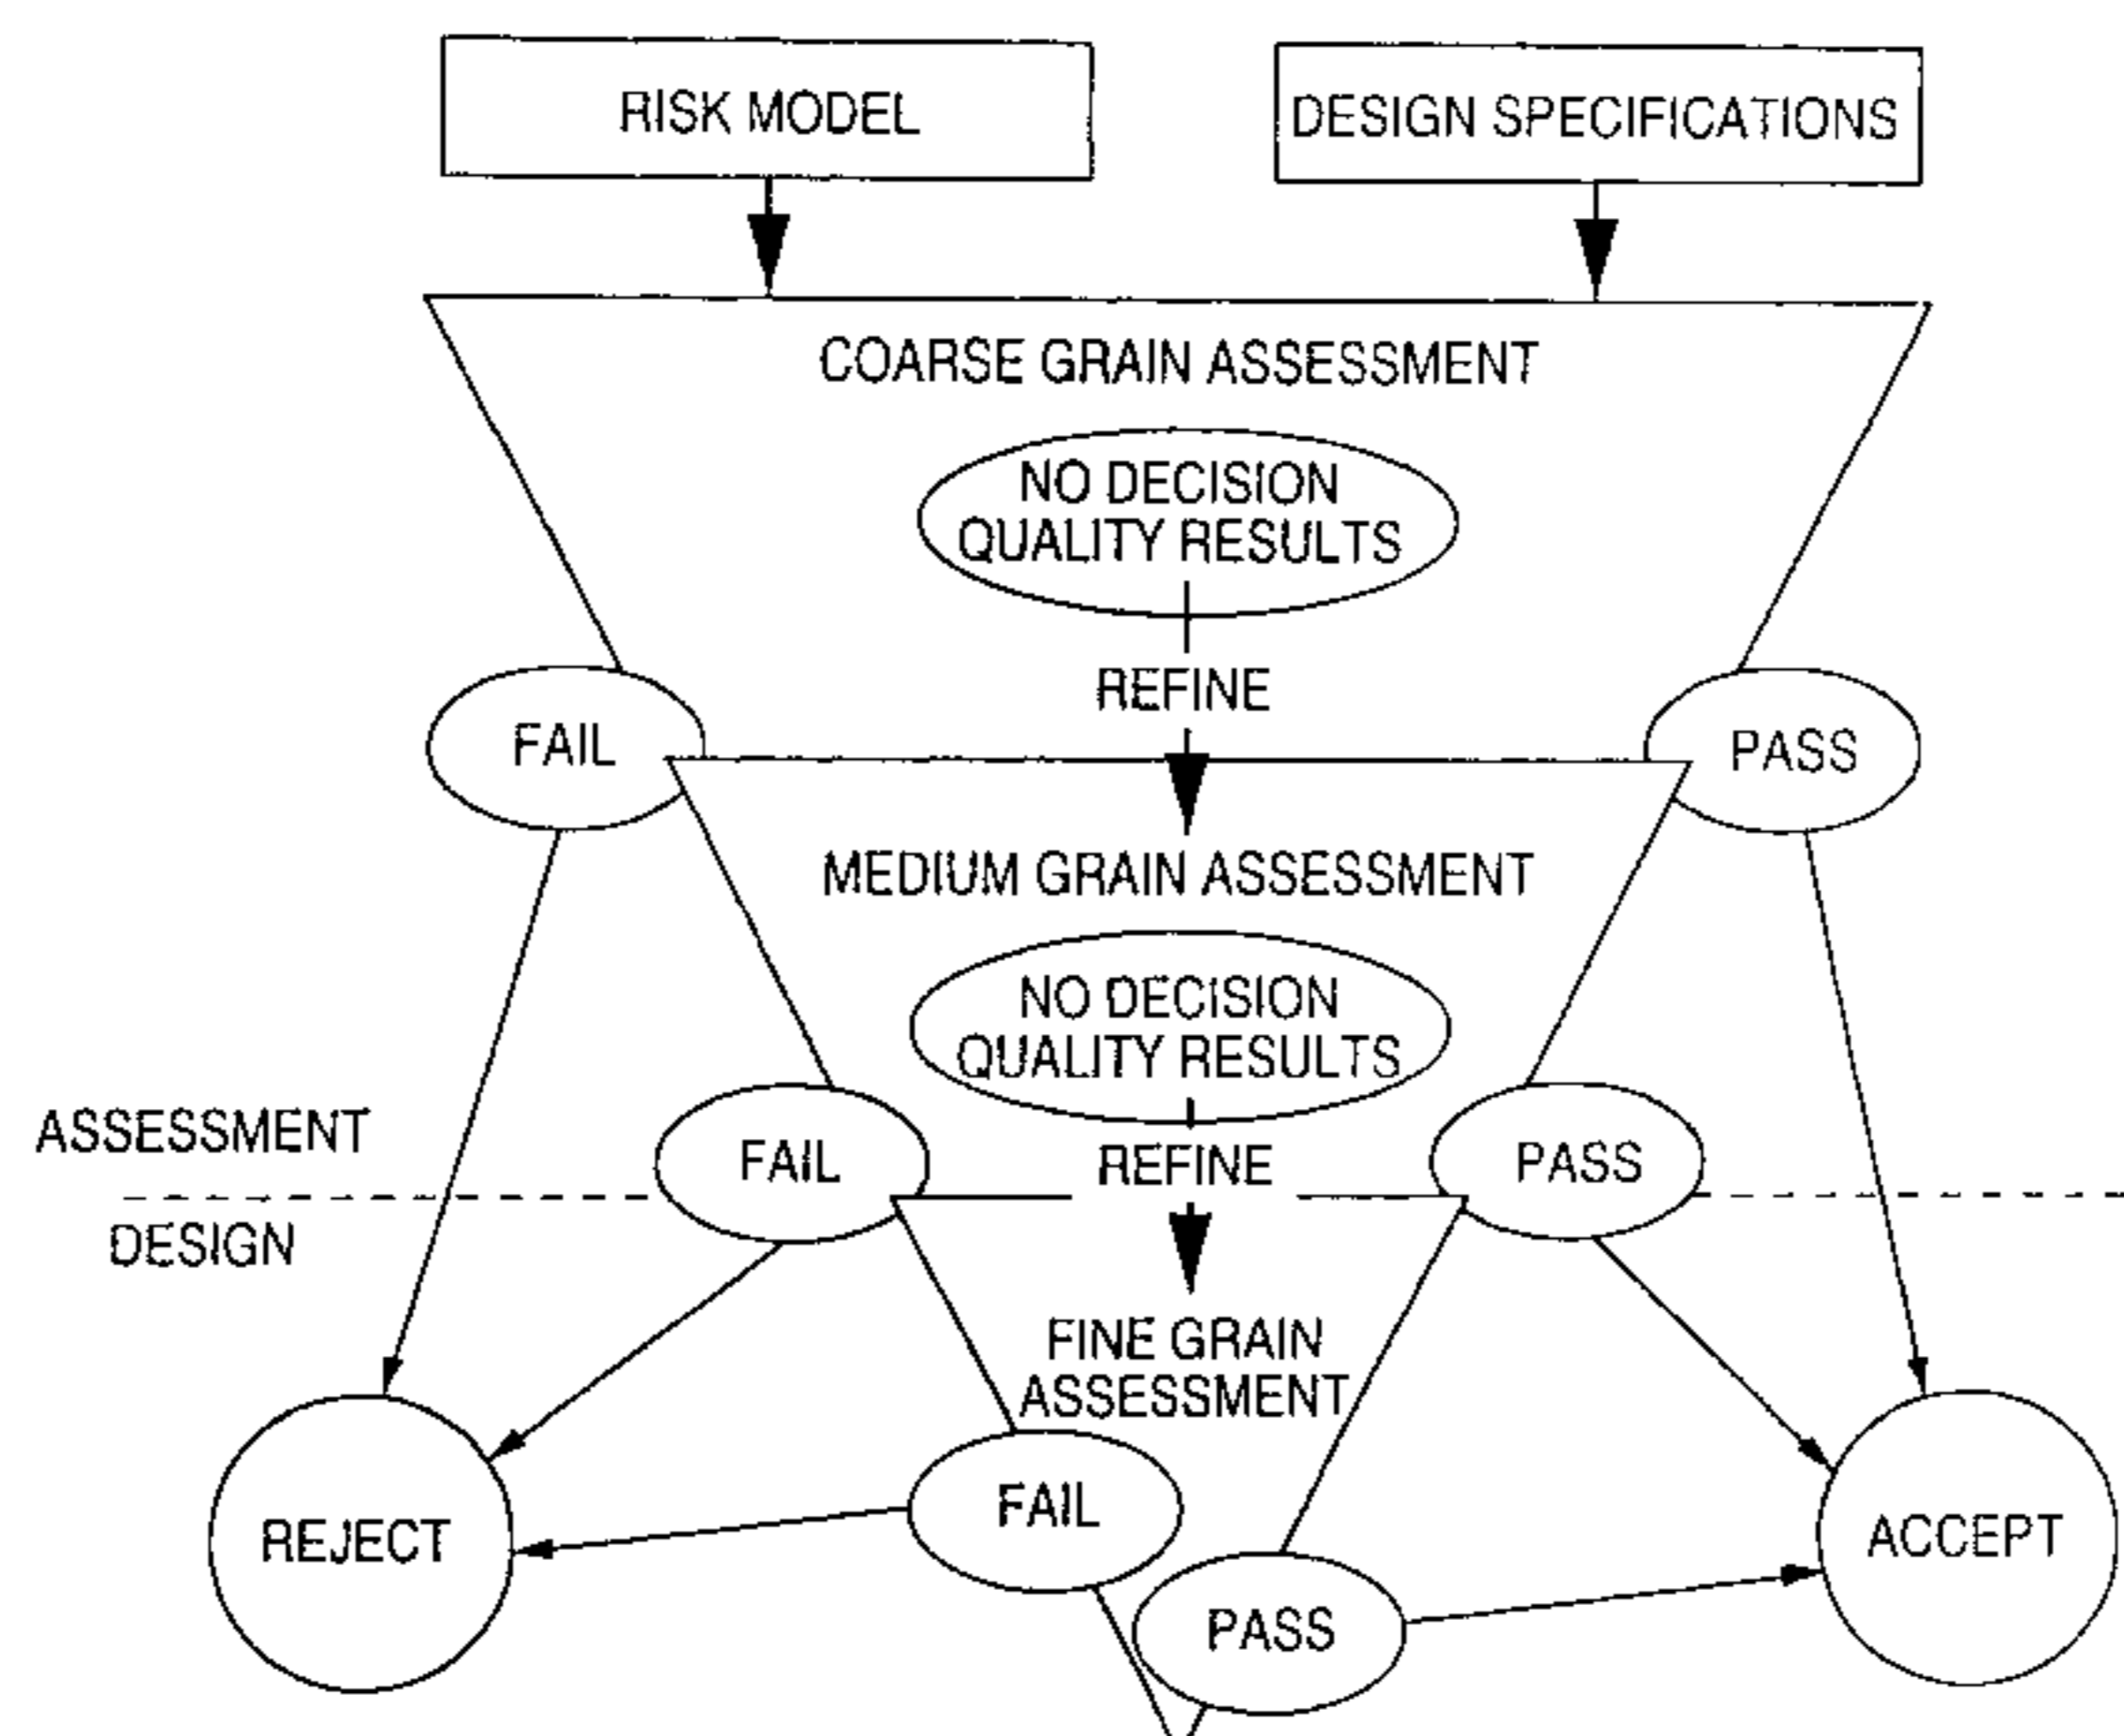 RISK MODEL
DESIGN SPECIFICATIONS
COARSE GRAIN ASSESSMENT
NO DECISION
QUALITY RESULTS
REFINE
FAIL
PASS
MEDIUM GRAIN ASSESSMENT
NO DECISION
QUALITY RESULTS
ASSESSMENT
FAIL
REFINE
PASS
DESIGN
FINE GRAIN
ASSESSMENT
FAIL
REJECT
ACCEPT
PASS